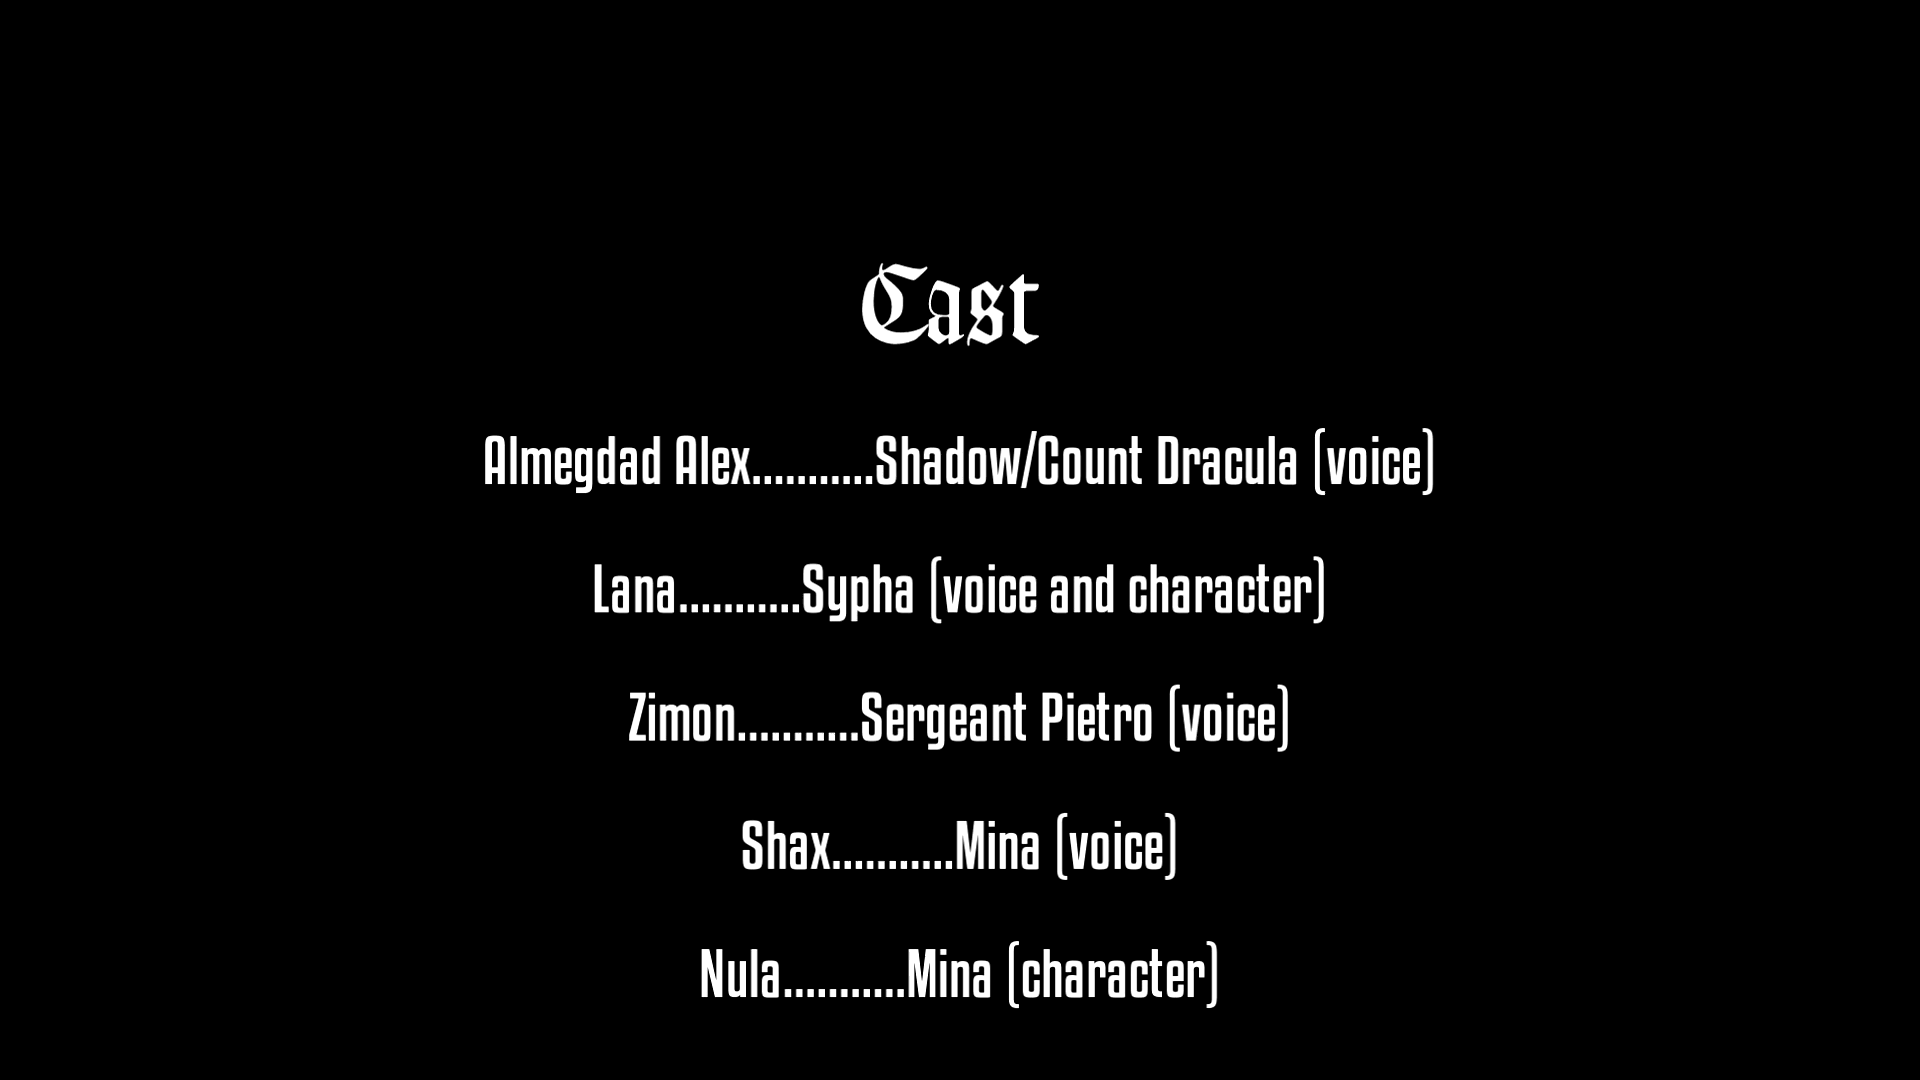 Cast
Almegdad Alex...........Shadow/Count Dracula (voice)
Lana...........Sypha (voice and character)
Zimon...........Sergeant Pietro (voice)
Shax...........Mina (voice)
Nula...........Mina (character)